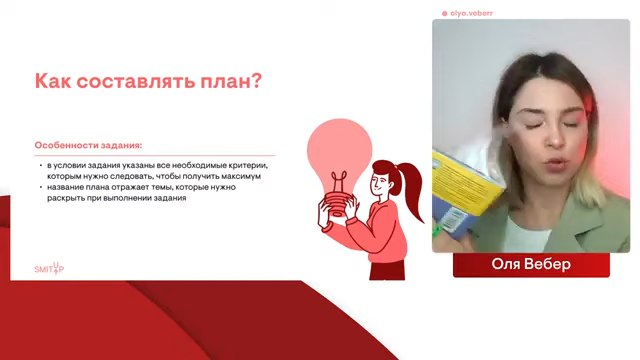 olya.veberr
Как составлять план?
Особенности задания:
• в условии задания указаны все необходимые критерии,
которым нужно следовать, чтобы получить максимум
• название плана отражает темы, которые нужно
раскрыть при выполнении задания
SMITUP
Оля Вебер